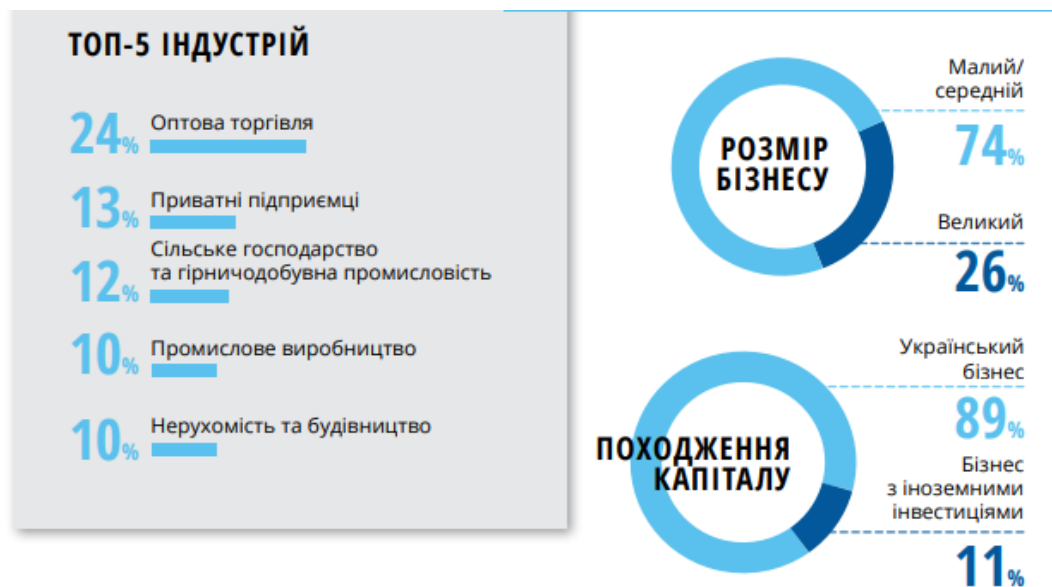 ТОП-5 ІНДУСТРІЙ
24%
Оптова торгівля
13%
Приватні підприємці
12%
Сільське господарство
та гірничодобувна промисловість
10%
Промислове виробництво
10%
Нерухомість та будівництво
РОЗМІР
БІЗНЕСУ
Малий/
середній
74%
Великий
26%
ПОХОДЖЕННЯ
КАПІТАЛУ
Український
бізнес
89%
Бізнес
з іноземними
інвестиціями
11%